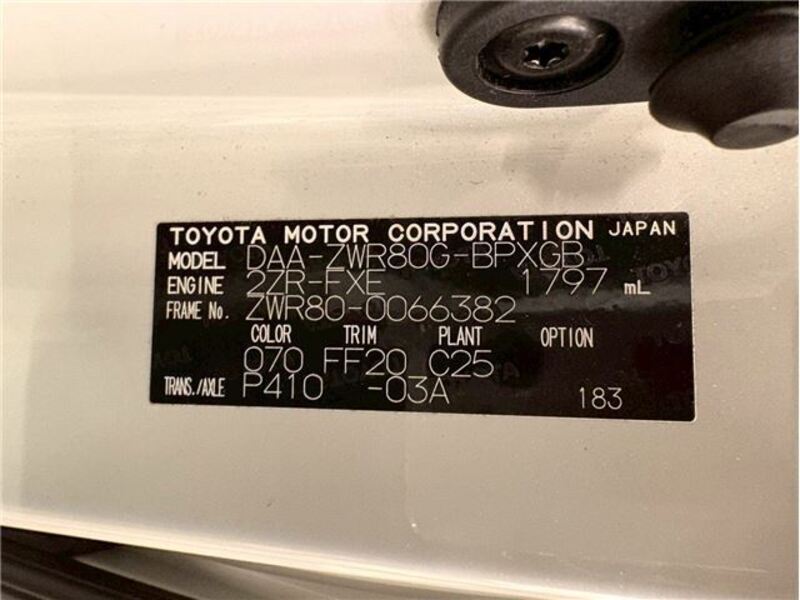 TOYOTA MOTOR CORPORATION JAPAN
MODEL DAA-ZWR80G-BPXGB
ENGINE 2ZR-FXE 1797 mL
FRAME No. ZWR80-0066382
COLOR TRIM PLANT OPTION
070 FF20 C25
TRANS./AXLE P410 -03A 183